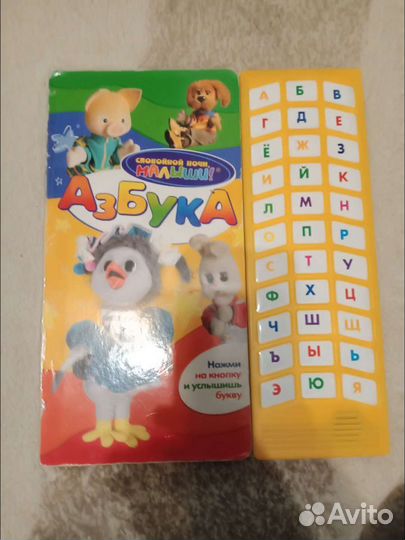 СПОКОЙНОЙ НОЧИ,
МАЛЫШИ!®
АЗБУКА
Нажми
на кнопку
и услышишь
букву
А Б В
Г Д Е
Ё Ж З
И Й К
Л М Н
О П Р
С Т У
Ф Х Ц
Ч Ш Щ
Ъ Ы Ь
Э Ю Я
Avito